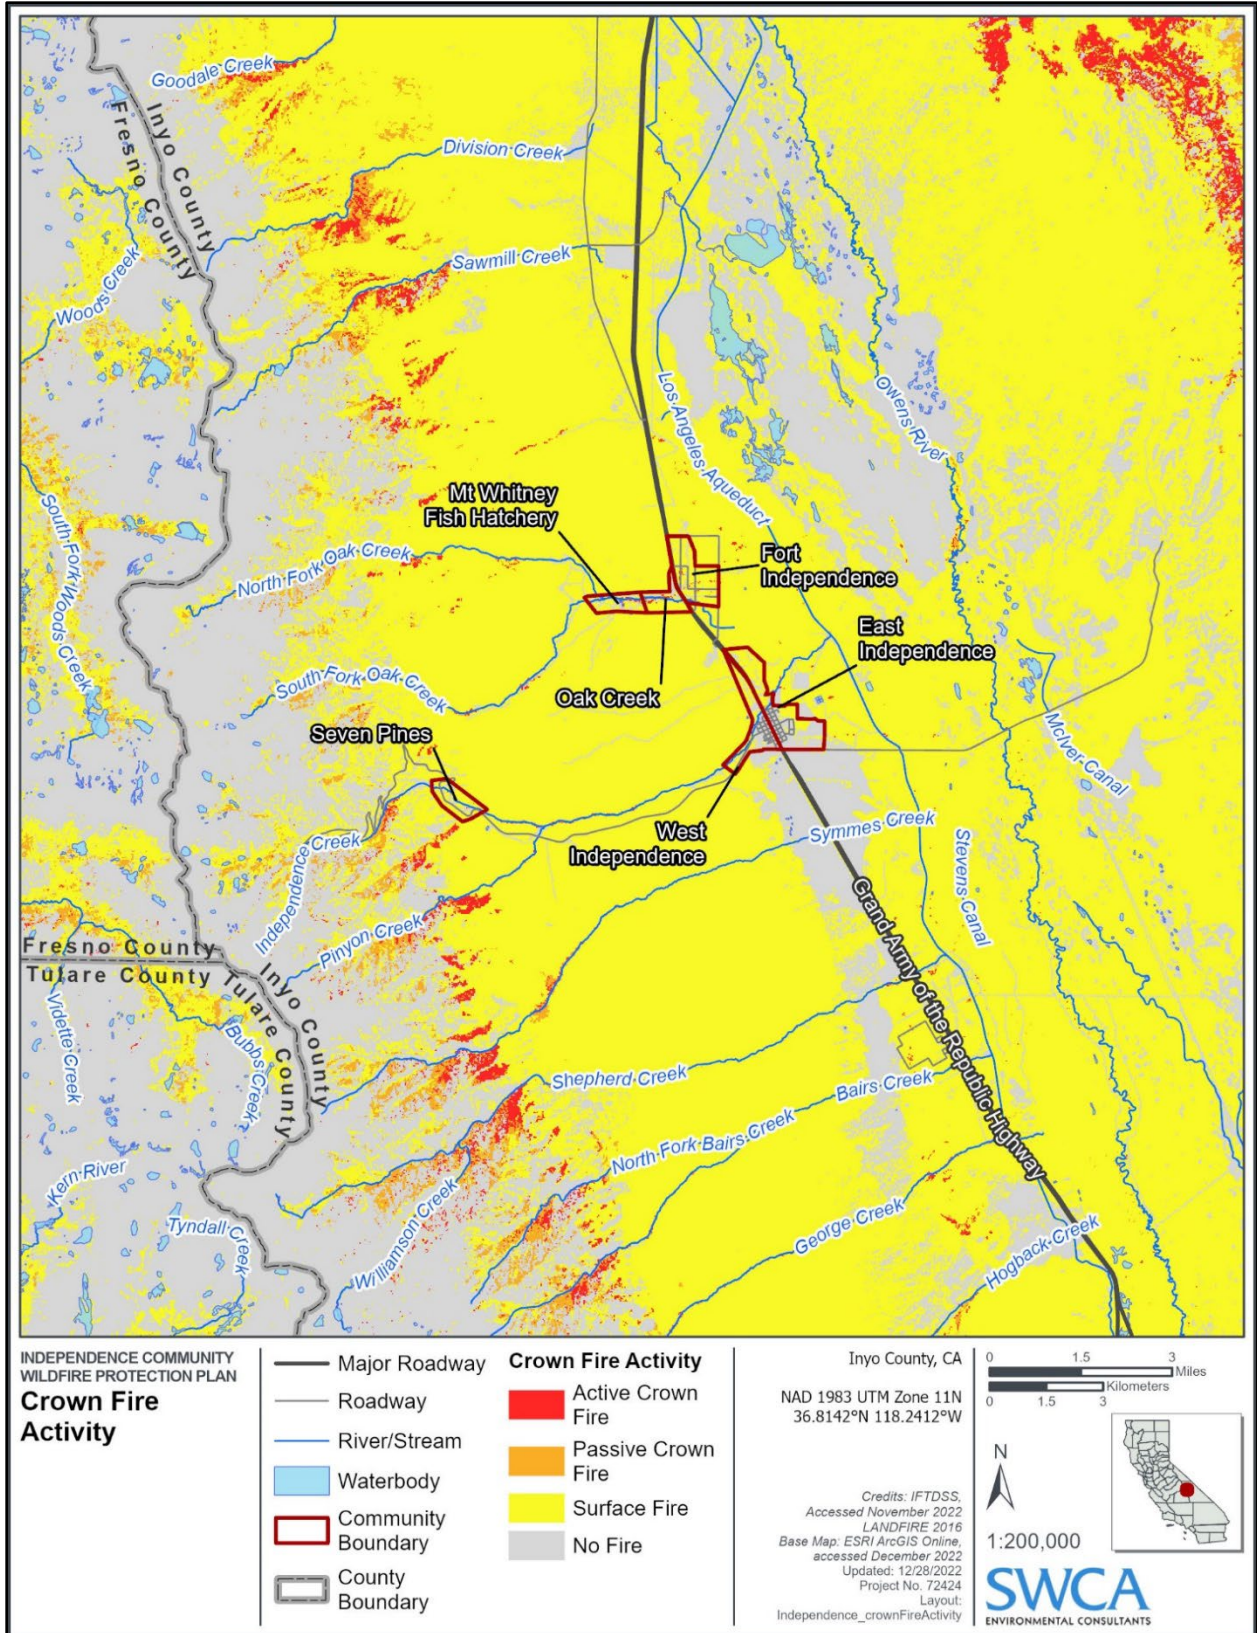 Goodale Creek
Inyo County
Fresno County
Division Creek
Sawmill Creek
Woods Creek
Los Angeles Aqueduct
Owens River
Mt Whitney
Fish Hatchery
South Fork Woods Creek
North Fork Oak Creek
Fort
Independence
East
Independence
Oak Creek
South Fork Oak Creek
Seven Pines
McIver Canal
West
Independence
Symmes Creek
Independence Creek
Stevens Canal
Pinyon Creek
Grand Army of the Republic Highway
Fresno County
Tulare County
Inyo County
Tulare County
Vidette Creek
Bubbs Creek
Shepherd Creek
Bairs Creek
North Fork Bairs Creek
Kern River
Tyndall Creek
Williamson Creek
George Creek
Hogback Creek
INDEPENDENCE COMMUNITY
WILDFIRE PROTECTION PLAN
Crown Fire
Activity
Major Roadway
Roadway
River/Stream
Waterbody
Community
Boundary
County
Boundary
Crown Fire Activity
Active Crown
Fire
Passive Crown
Fire
Surface Fire
No Fire
Inyo County, CA
NAD 1983 UTM Zone 11N
36.8142°N 118.2412°W
Credits: IFTDSS,
Accessed November 2022
LANDFIRE 2016
Base Map: ESRI ArcGIS Online,
accessed December 2022
Updated: 12/28/2022
Project No. 72424
Layout:
Independence_crownFireActivity
0 1.5 3
Miles
Kilometers
0 1.5 3
N
1:200,000
SWCA
ENVIRONMENTAL CONSULTANTS